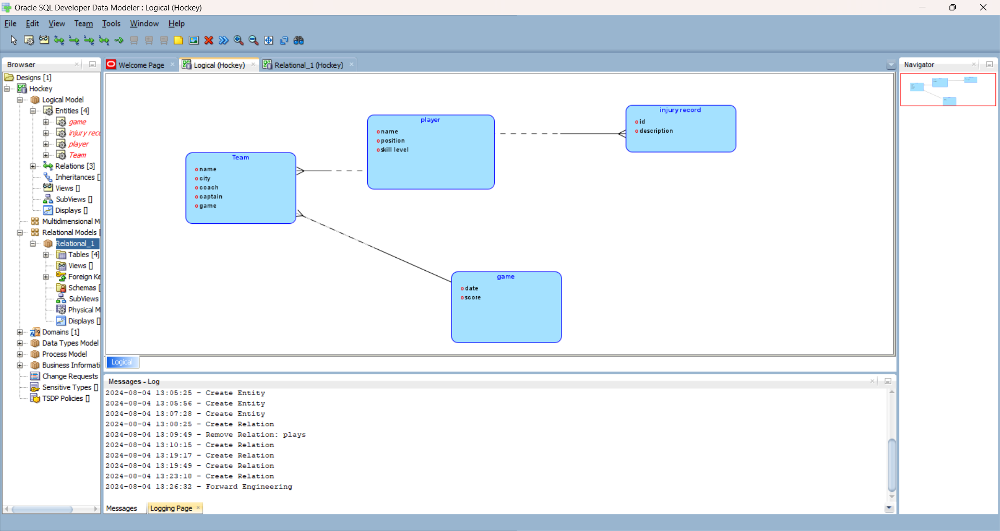 Oracle SQL Developer Data Modeler : Logical (Hockey)
File Edit View Team Tools Window Help
Browser
Designs [1]
Hockey
Logical Model
Entities [4]
game
injury reco
player
Team
Relations [3]
Inheritances [
Views []
SubViews []
Displays []
Multidimensional M
Relational Models [
Relational_1
Tables [4]
Views []
Foreign Ke
Schemas [
SubViews
Physical M
Displays []
Domains [1]
Data Types Model
Process Model
Business Informati
Change Requests
Sensitive Types []
TSDP Policies []
Welcome Page
Logical (Hockey)
Relational_1 (Hockey)
Team
name
city
coach
captain
game
player
name
position
skill level
injury record
id
description
game
date
score
Logical
Messages - Log
2024-08-04 13:05:25 - Create Entity
2024-08-04 13:05:56 - Create Entity
2024-08-04 13:07:28 - Create Entity
2024-08-04 13:08:25 - Create Relation
2024-08-04 13:09:49 - Remove Relation: plays
2024-08-04 13:10:15 - Create Relation
2024-08-04 13:19:17 - Create Relation
2024-08-04 13:19:49 - Create Relation
2024-08-04 13:23:18 - Create Relation
2024-08-04 13:26:32 - Forward Engineering
Messages
Logging Page
Navigator